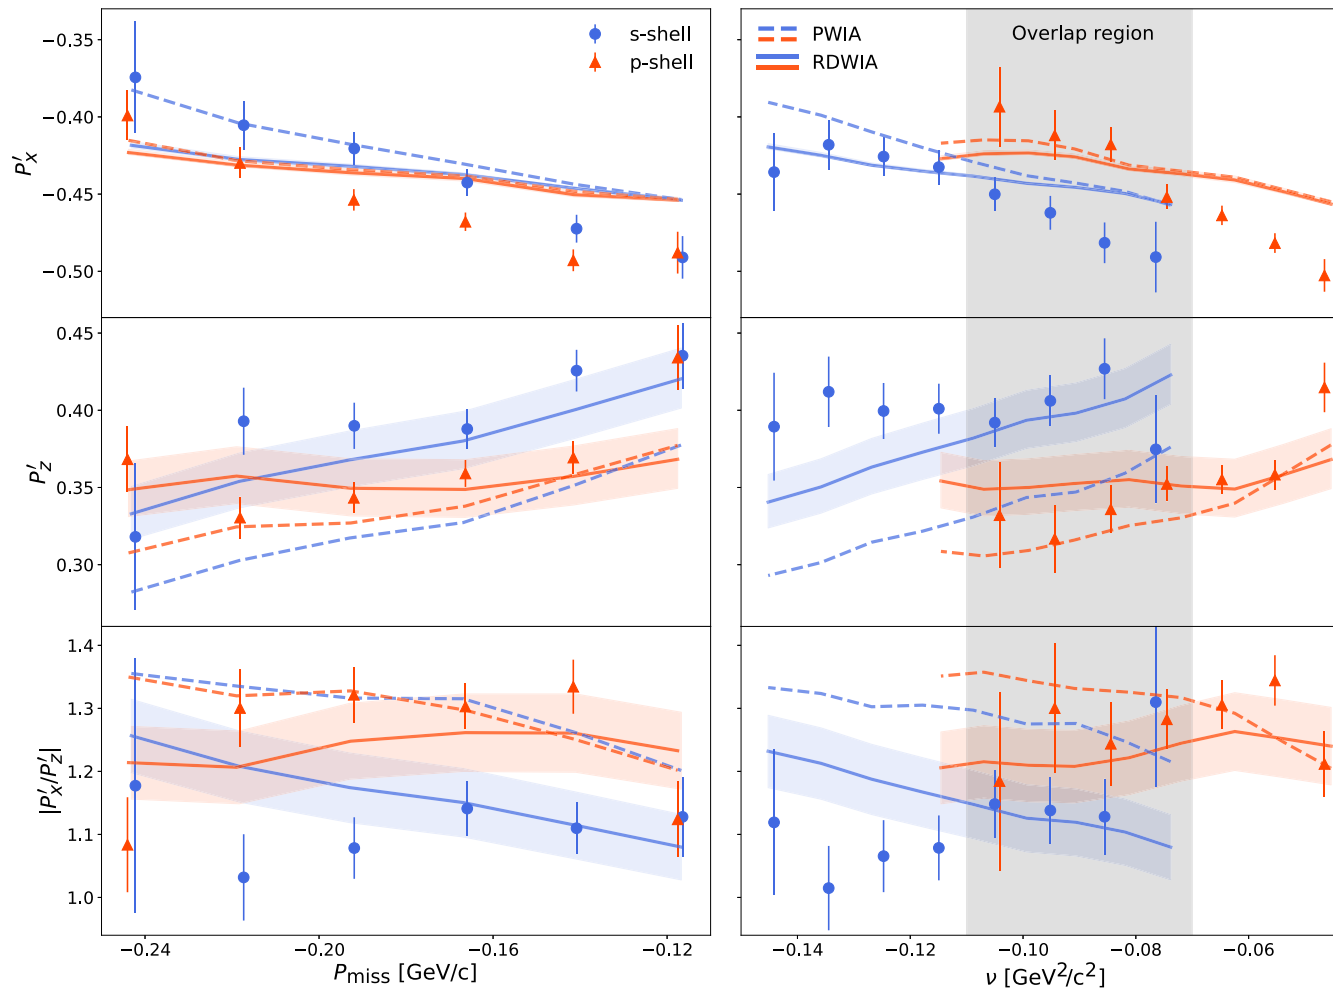 −0.35
−0.40
−0.45
−0.50
P′x
s-shell
p-shell
PWIA
RDWIA
Overlap region
0.45
0.40
0.35
0.30
P′z
1.4
1.3
1.2
1.1
1.0
|P′x/P′z|
−0.24
−0.20
−0.16
−0.12
Pmiss [GeV/c]
−0.14
−0.12
−0.10
−0.08
−0.06
ν [GeV²/c²]